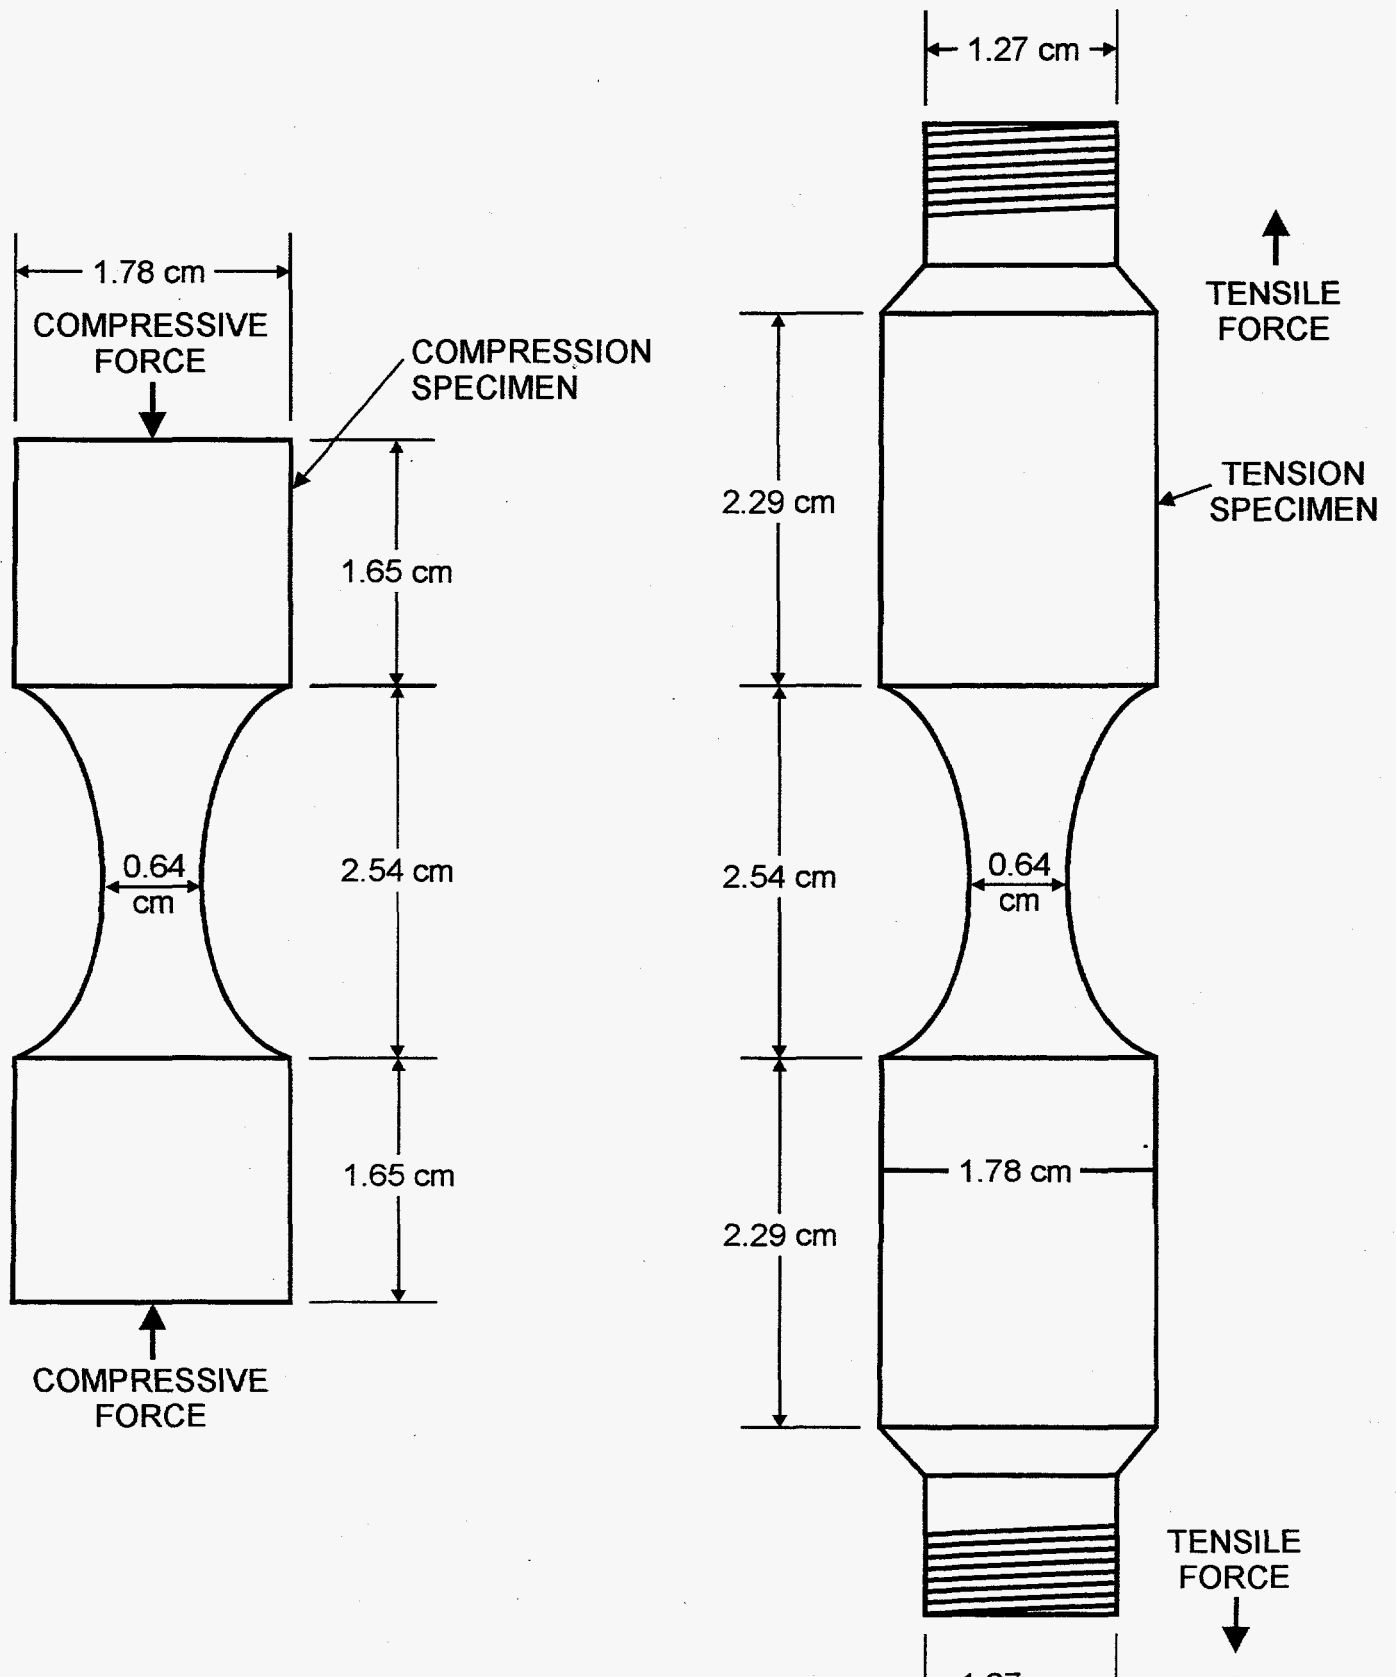 1.27 cm
1.78 cm
COMPRESSIVE
FORCE
COMPRESSION
SPECIMEN
TENSILE
FORCE
1.65 cm
2.29 cm
TENSION
SPECIMEN
0.64
cm
2.54 cm
2.54 cm
0.64
cm
1.65 cm
1.78 cm
2.29 cm
COMPRESSIVE
FORCE
TENSILE
FORCE